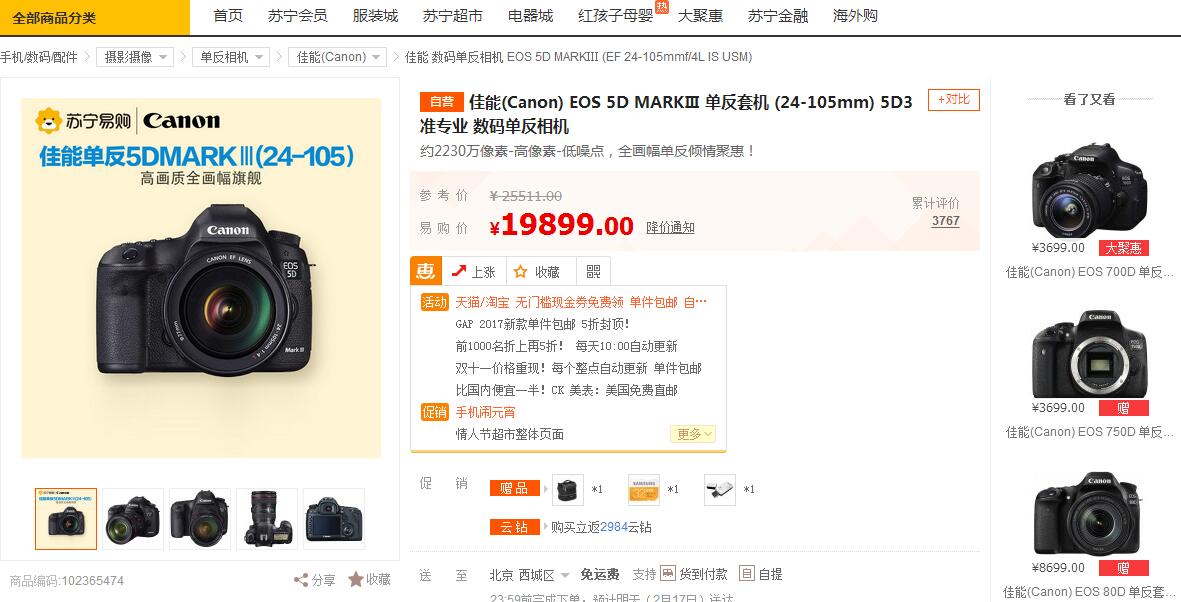 全部商品分类
首页 苏宁会员 服装城 苏宁超市 电器城 红孩子母婴 热 大聚惠 苏宁金融 海外购
手机/数码/配件 摄影摄像 单反相机 佳能(Canon) 佳能 数码单反相机 EOS 5D MARKIII (EF 24-105mmf/4L IS USM)
苏宁易购 Canon
佳能单反5DMARKⅢ(24-105)
高画质全画幅旗舰
Canon
CANON EF LENS
EOS 5D
Mark III
商品编码:102365474
分享 收藏
自营 佳能(Canon) EOS 5D MARKⅢ 单反套机 (24-105mm) 5D3
准专业 数码单反相机
+对比
约2230万像素-高像素-低噪点，全画幅单反倾情聚惠！
参考价 ¥ 25511.00
易购价 ¥19899.00 降价通知
累计评价
3767
惠 上涨 收藏
活动 天猫/淘宝 无门槛现金券免费领 单件包邮 自…
GAP 2017新款单件包邮 5折封顶！
前1000名折上再5折！ 每天10:00自动更新
双十一价格重现！每个整点自动更新 单件包邮
比国内便宜一半！CK 美表：美国免费直邮
促销 手机闹元宵
情人节超市整体页面 更多
促销 赠品 *1 SAMSUNG 32 *1 *1
云钻 购买立返2984云钻
送至 北京 西城区 免运费 支持 货到付款 自 自提
23:59前完成下单，预计明天（2月17日）送达
看了又看
Canon
¥3699.00 大聚惠
佳能(Canon) EOS 700D 单反...
Canon
¥3699.00 赠
佳能(Canon) EOS 750D 单反...
Canon
¥8699.00 赠
佳能(Canon) EOS 80D 单反套...